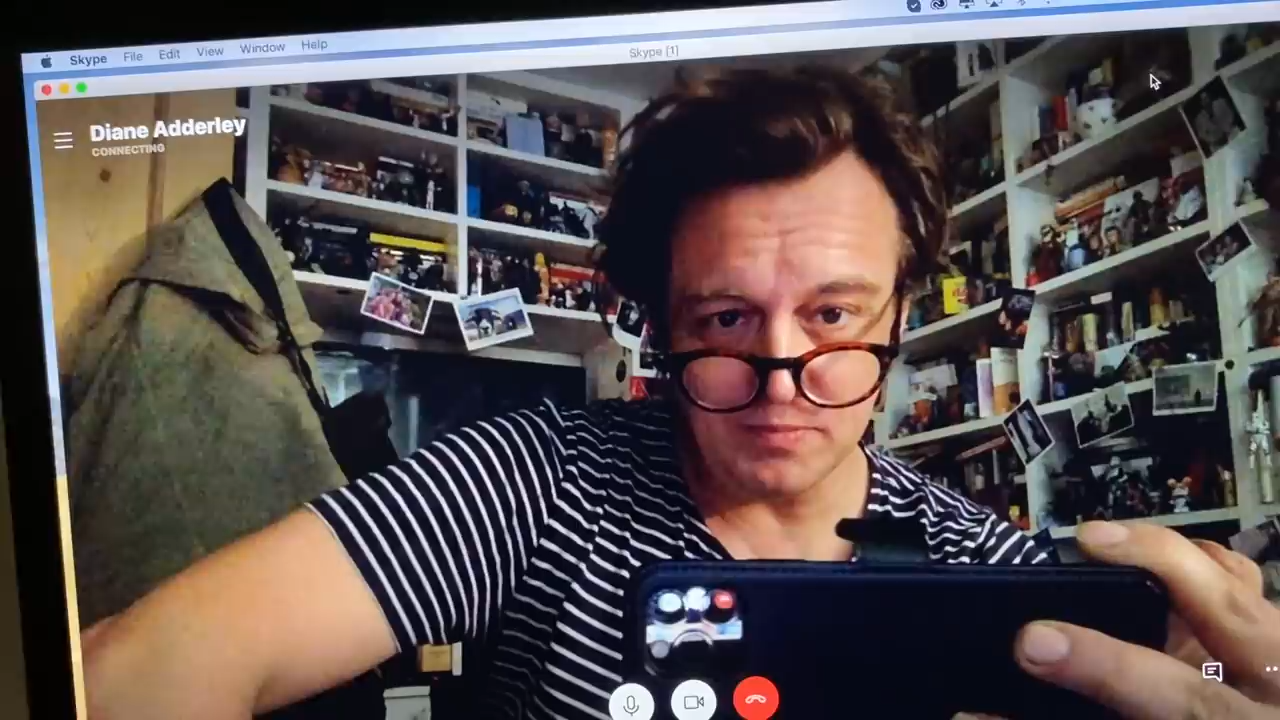 Skype File Edit View Window Help
Skype [1]
Diane Adderley
CONNECTING